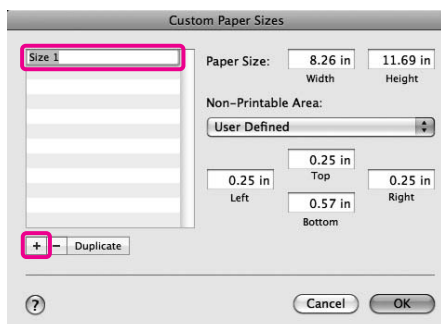 Custom Paper Sizes
Size 1
Paper Size:
8.26 in
11.69 in
Width
Height
Non-Printable Area:
User Defined
0.25 in
Top
0.25 in
0.25 in
Left
Right
0.57 in
Bottom
+ − Duplicate
? Cancel OK